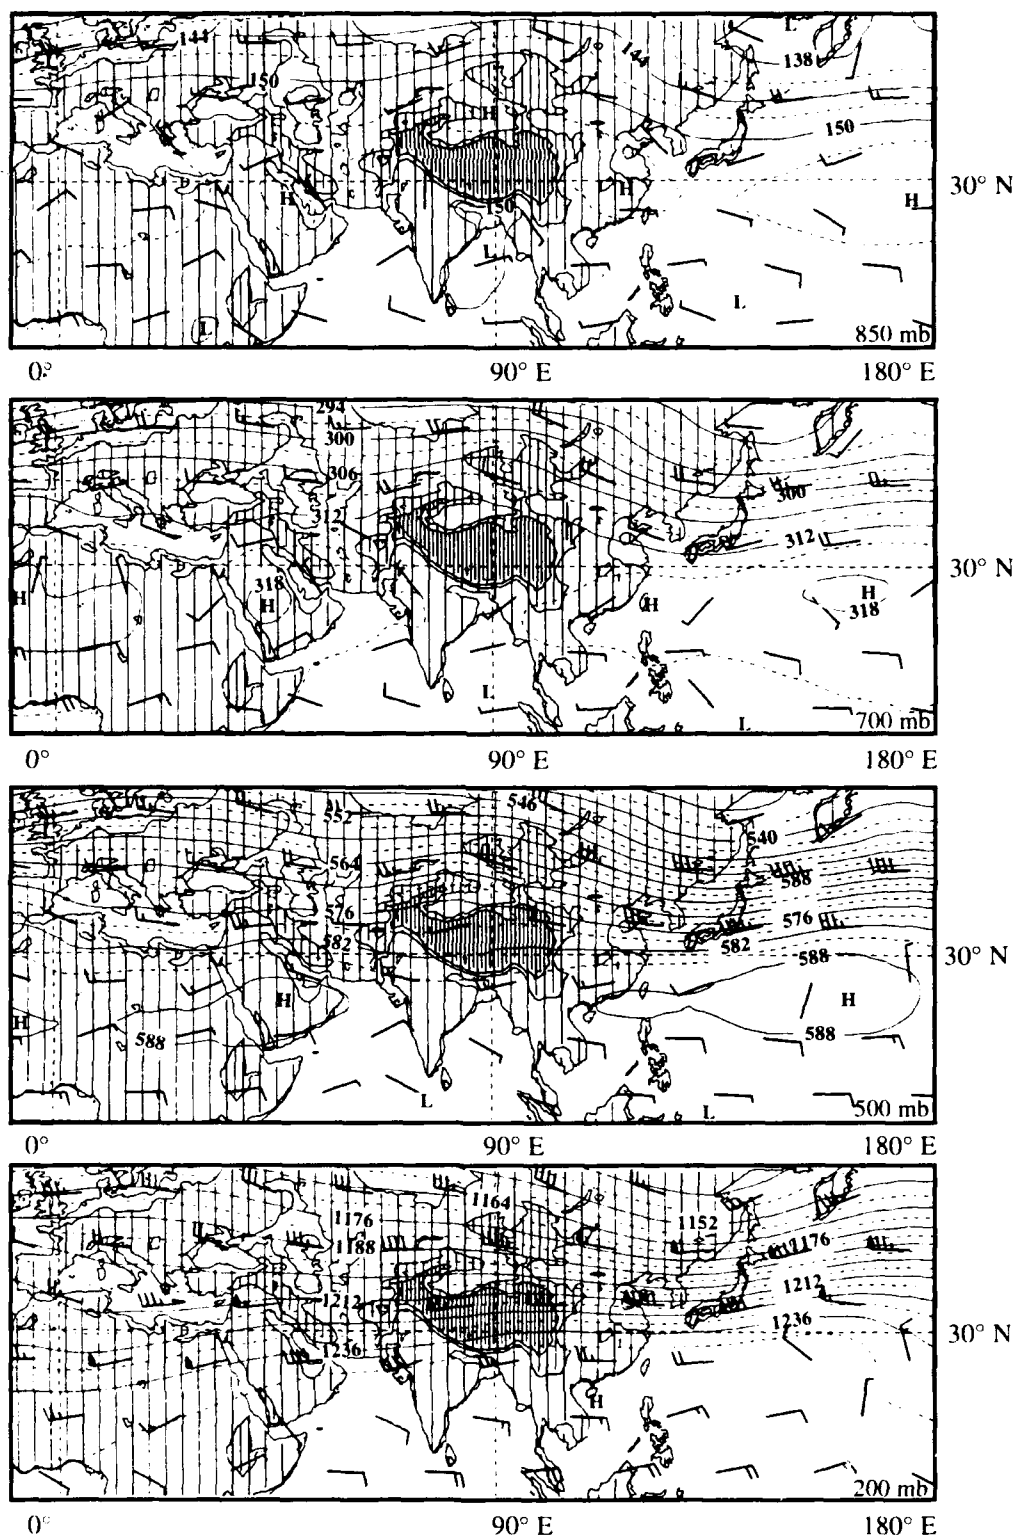 L
144
144
138
150
H
150
H
H
30° N
H
150
L
L
L
850 mb
0°
90° E
180° E
294
300
306
300
312
312
30° N
H
318
H
H
H
318
L
L
700 mb
0°
90° E
180° E
546
552
540
564
588
576
576
582
582
588
30° N
H
H
H
588
588
L
L
500 mb
0°
90° E
180° E
1164
1176
1152
1188
1176
1212
1212
1236
1236
30° N
H
200 mb
0°
90° E
180° E